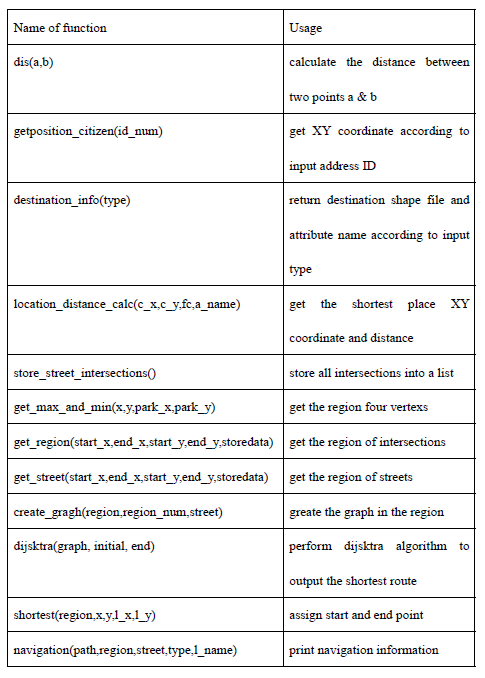 Name of function Usage
dis(a,b) calculate the distance between
two points a & b
getposition_citizen(id_num) get XY coordinate according to
input address ID
destination_info(type) return destination shape file and
attribute name according to input
type
location_distance_calc(c_x,c_y,fc,a_name) get the shortest place XY
coordinate and distance
store_street_intersections() store all intersections into a list
get_max_and_min(x,y,park_x,park_y) get the region four vertexs
get_region(start_x,end_x,start_y,end_y,storedata) get the region of intersections
get_street(start_x,end_x,start_y,end_y,storedata) get the region of streets
create_gragh(region,region_num,street) greate the graph in the region
dijsktra(graph, initial, end) perform dijsktra algorithm to
output the shortest route
shortest(region,x,y,l_x,l_y) assign start and end point
navigation(path,region,street,type,l_name) print navigation information